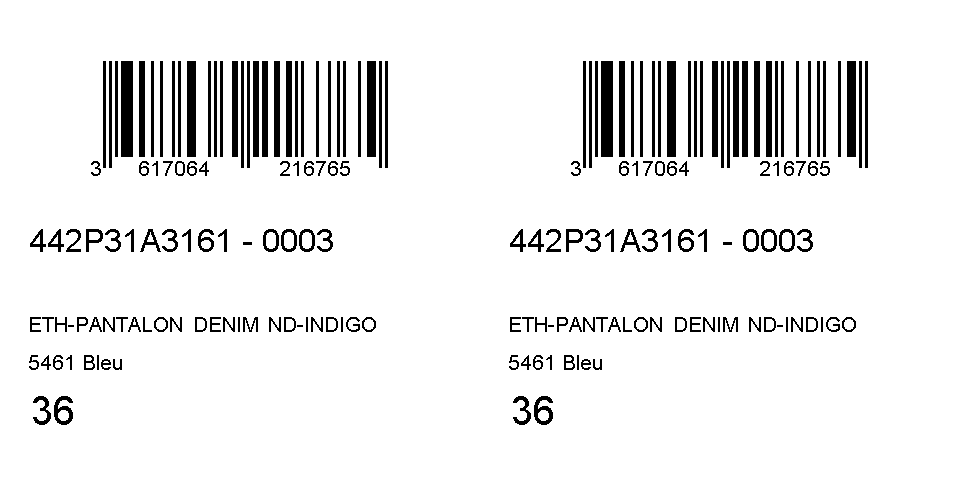 3 617064 216765
442P31A3161 - 0003
ETH-PANTALON DENIM ND-INDIGO
5461 Bleu
36
3 617064 216765
442P31A3161 - 0003
ETH-PANTALON DENIM ND-INDIGO
5461 Bleu
36